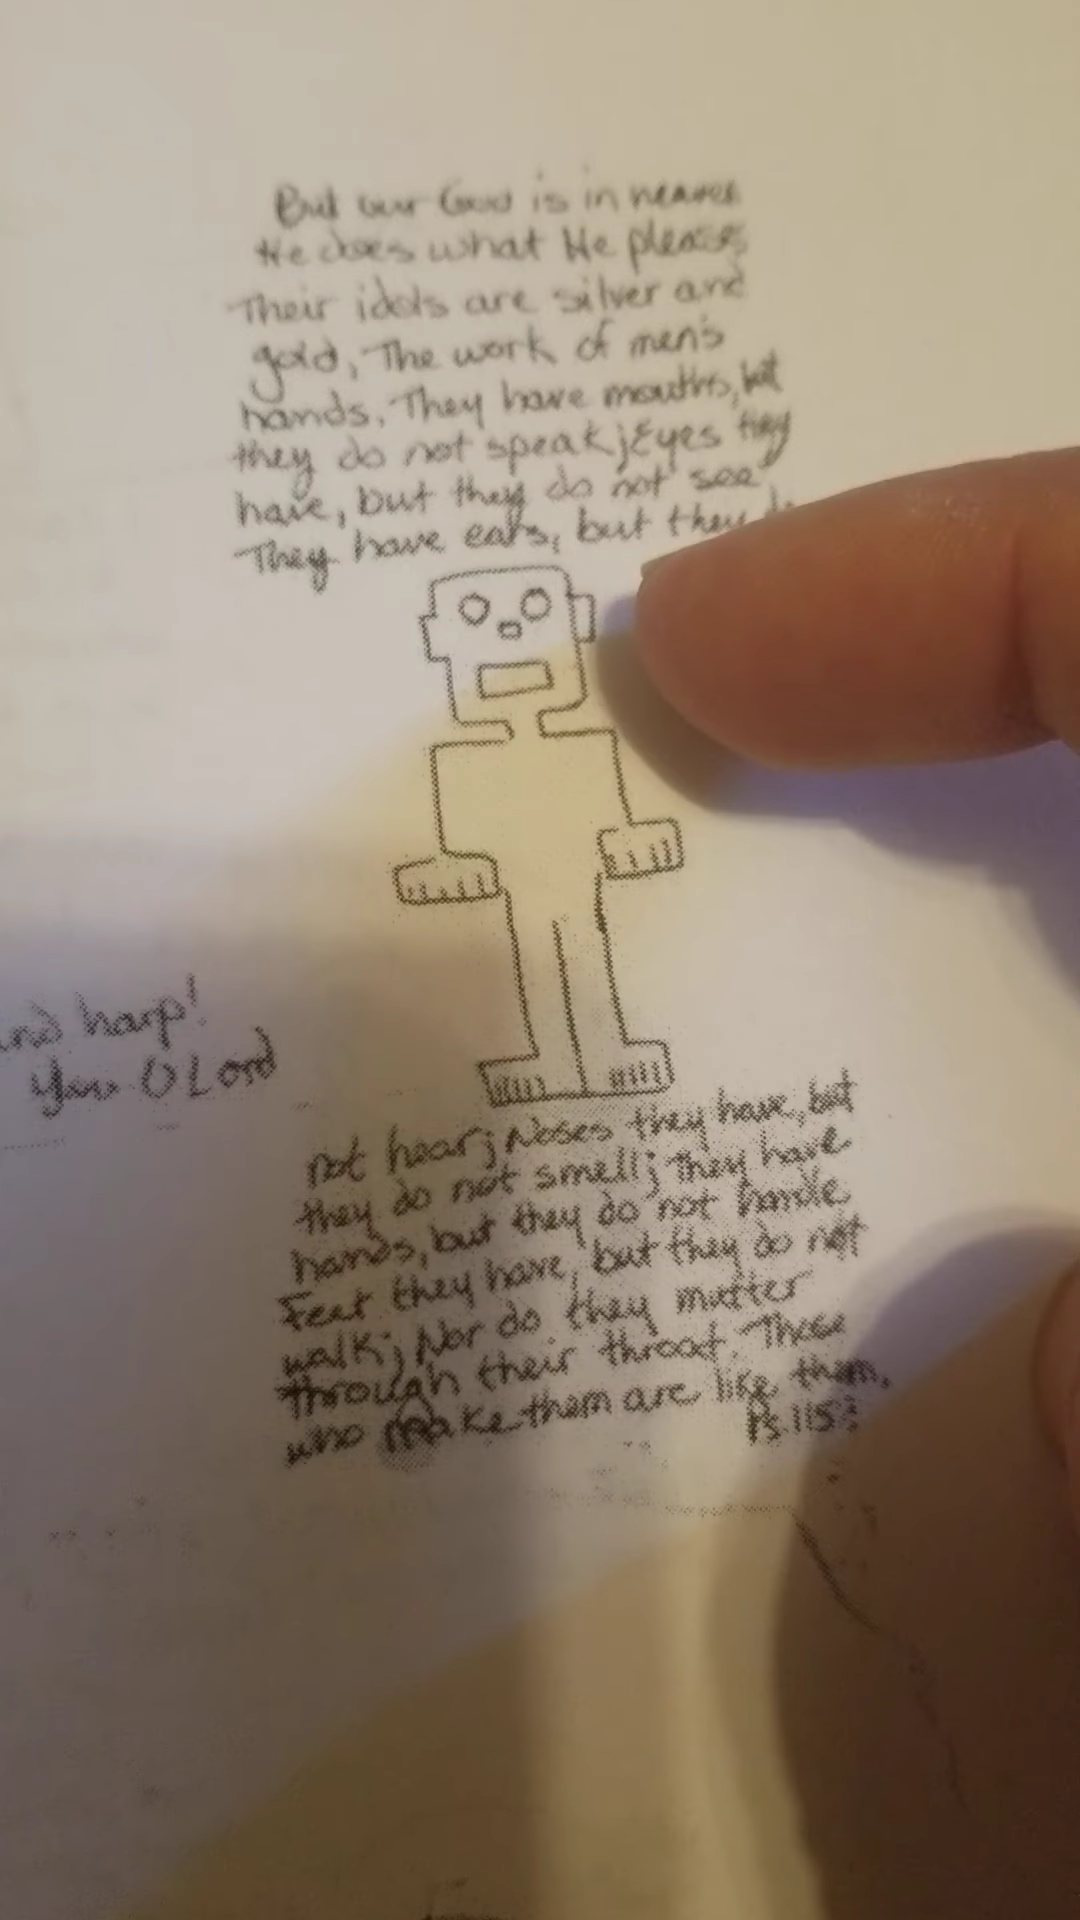 But our God is in heaven
He does what He pleases
Their idols are silver and
gold, The work of men's
hands. They have mouths, but
they do not speak; Eyes they
have, but they do not see
They have ears, but they do
and harp!
You O Lord
not hear; Noses they have, but
they do not smell; They have
hands, but they do not handle
Feet they have, but they do not
walk; Nor do they mutter
through their throat. Those
who make them are like them.
Ps. 115: